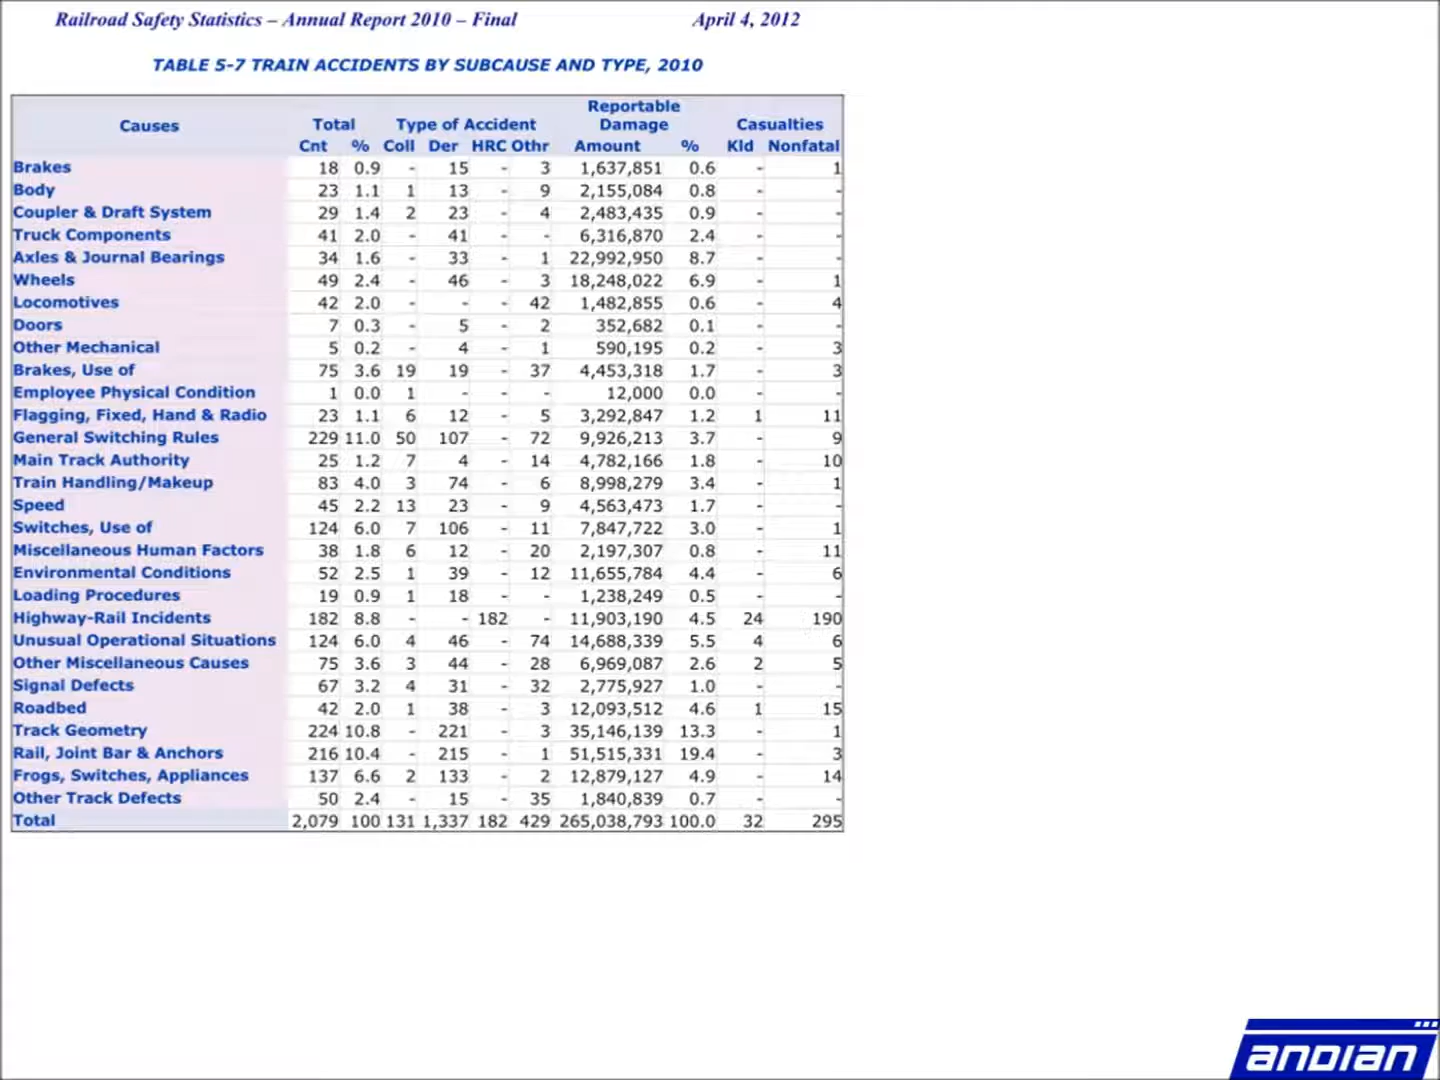 Railroad Safety Statistics – Annual Report 2010 – Final April 4, 2012
TABLE 5-7 TRAIN ACCIDENTS BY SUBCAUSE AND TYPE, 2010
Reportable
Causes Total Type of Accident Damage Casualties
Cnt % Coll Der HRC Othr Amount % Kld Nonfatal
Brakes 18 0.9 - 15 - 3 1,637,851 0.6 - 1
Body 23 1.1 1 13 - 9 2,155,084 0.8 - -
Coupler & Draft System 29 1.4 2 23 - 4 2,483,435 0.9 - -
Truck Components 41 2.0 - 41 - - 6,316,870 2.4 - -
Axles & Journal Bearings 34 1.6 - 33 - 1 22,992,950 8.7 - -
Wheels 49 2.4 - 46 - 3 18,248,022 6.9 - 1
Locomotives 42 2.0 - - - 42 1,482,855 0.6 - 4
Doors 7 0.3 - 5 - 2 352,682 0.1 - -
Other Mechanical 5 0.2 - 4 - 1 590,195 0.2 - 3
Brakes, Use of 75 3.6 19 19 - 37 4,453,318 1.7 - 3
Employee Physical Condition 1 0.0 1 - - - 12,000 0.0 - -
Flagging, Fixed, Hand & Radio 23 1.1 6 12 - 5 3,292,847 1.2 1 11
General Switching Rules 229 11.0 50 107 - 72 9,926,213 3.7 - 9
Main Track Authority 25 1.2 7 4 - 14 4,782,166 1.8 - 10
Train Handling/Makeup 83 4.0 3 74 - 6 8,998,279 3.4 - 1
Speed 45 2.2 13 23 - 9 4,563,473 1.7 - -
Switches, Use of 124 6.0 7 106 - 11 7,847,722 3.0 - 1
Miscellaneous Human Factors 38 1.8 6 12 - 20 2,197,307 0.8 - 11
Environmental Conditions 52 2.5 1 39 - 12 11,655,784 4.4 - 6
Loading Procedures 19 0.9 1 18 - - 1,238,249 0.5 - -
Highway-Rail Incidents 182 8.8 - - 182 - 11,903,190 4.5 24 190
Unusual Operational Situations 124 6.0 4 46 - 74 14,688,339 5.5 4 6
Other Miscellaneous Causes 75 3.6 3 44 - 28 6,969,087 2.6 2 5
Signal Defects 67 3.2 4 31 - 32 2,775,927 1.0 - -
Roadbed 42 2.0 1 38 - 3 12,093,512 4.6 1 15
Track Geometry 224 10.8 - 221 - 3 35,146,139 13.3 - 1
Rail, Joint Bar & Anchors 216 10.4 - 215 - 1 51,515,331 19.4 - 3
Frogs, Switches, Appliances 137 6.6 2 133 - 2 12,879,127 4.9 - 14
Other Track Defects 50 2.4 - 15 - 35 1,840,839 0.7 - -
Total 2,079 100 131 1,337 182 429 265,038,793 100.0 32 295
ANDIAN